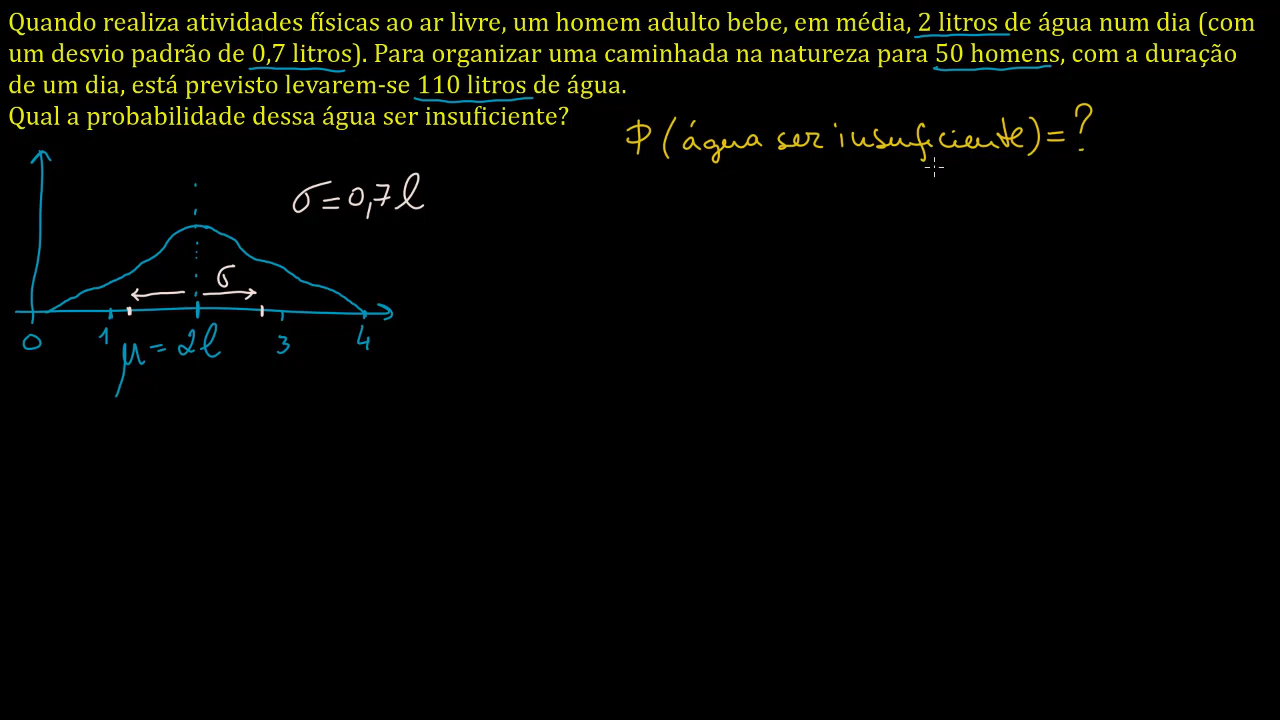 Quando realiza atividades físicas ao ar livre, um homem adulto bebe, em média, 2 litros de água num dia (com
um desvio padrão de 0,7 litros). Para organizar uma caminhada na natureza para 50 homens, com a duração
de um dia, está previsto levarem-se 110 litros de água.
Qual a probabilidade dessa água ser insuficiente?
P (água ser insuficiente) = ?
σ = 0,7 l
σ
0 1 μ = 2l 3 4